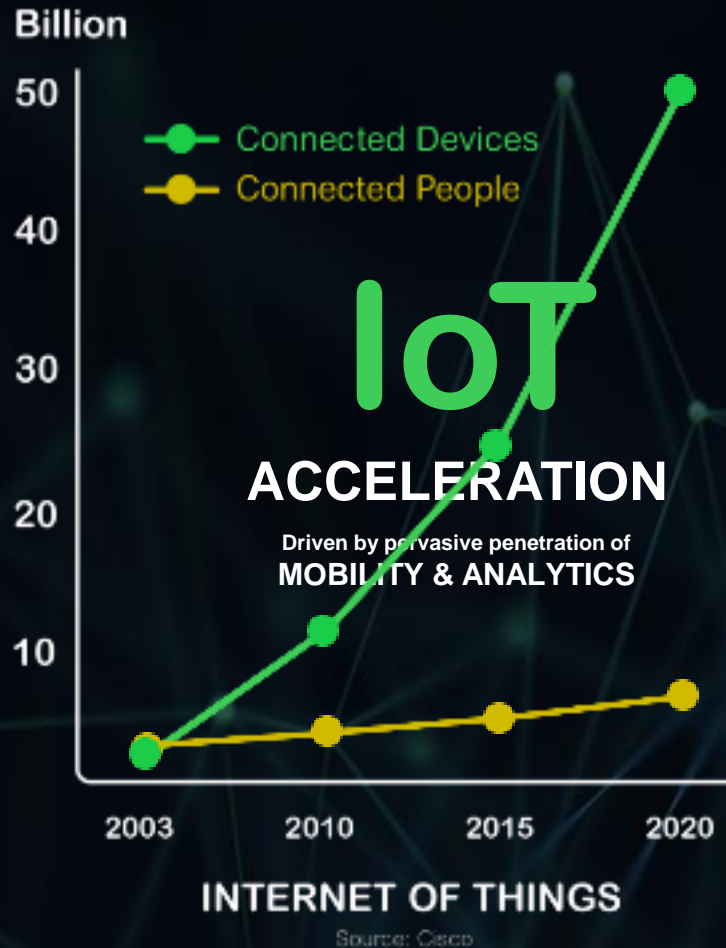 Billion
50
Connected Devices
Connected People
40
IoT
30
ACCELERATION
20
Driven by pervasive penetration of
MOBILITY & ANALYTICS
10
2003 2010 2015 2020
INTERNET OF THINGS
Source: Cisco